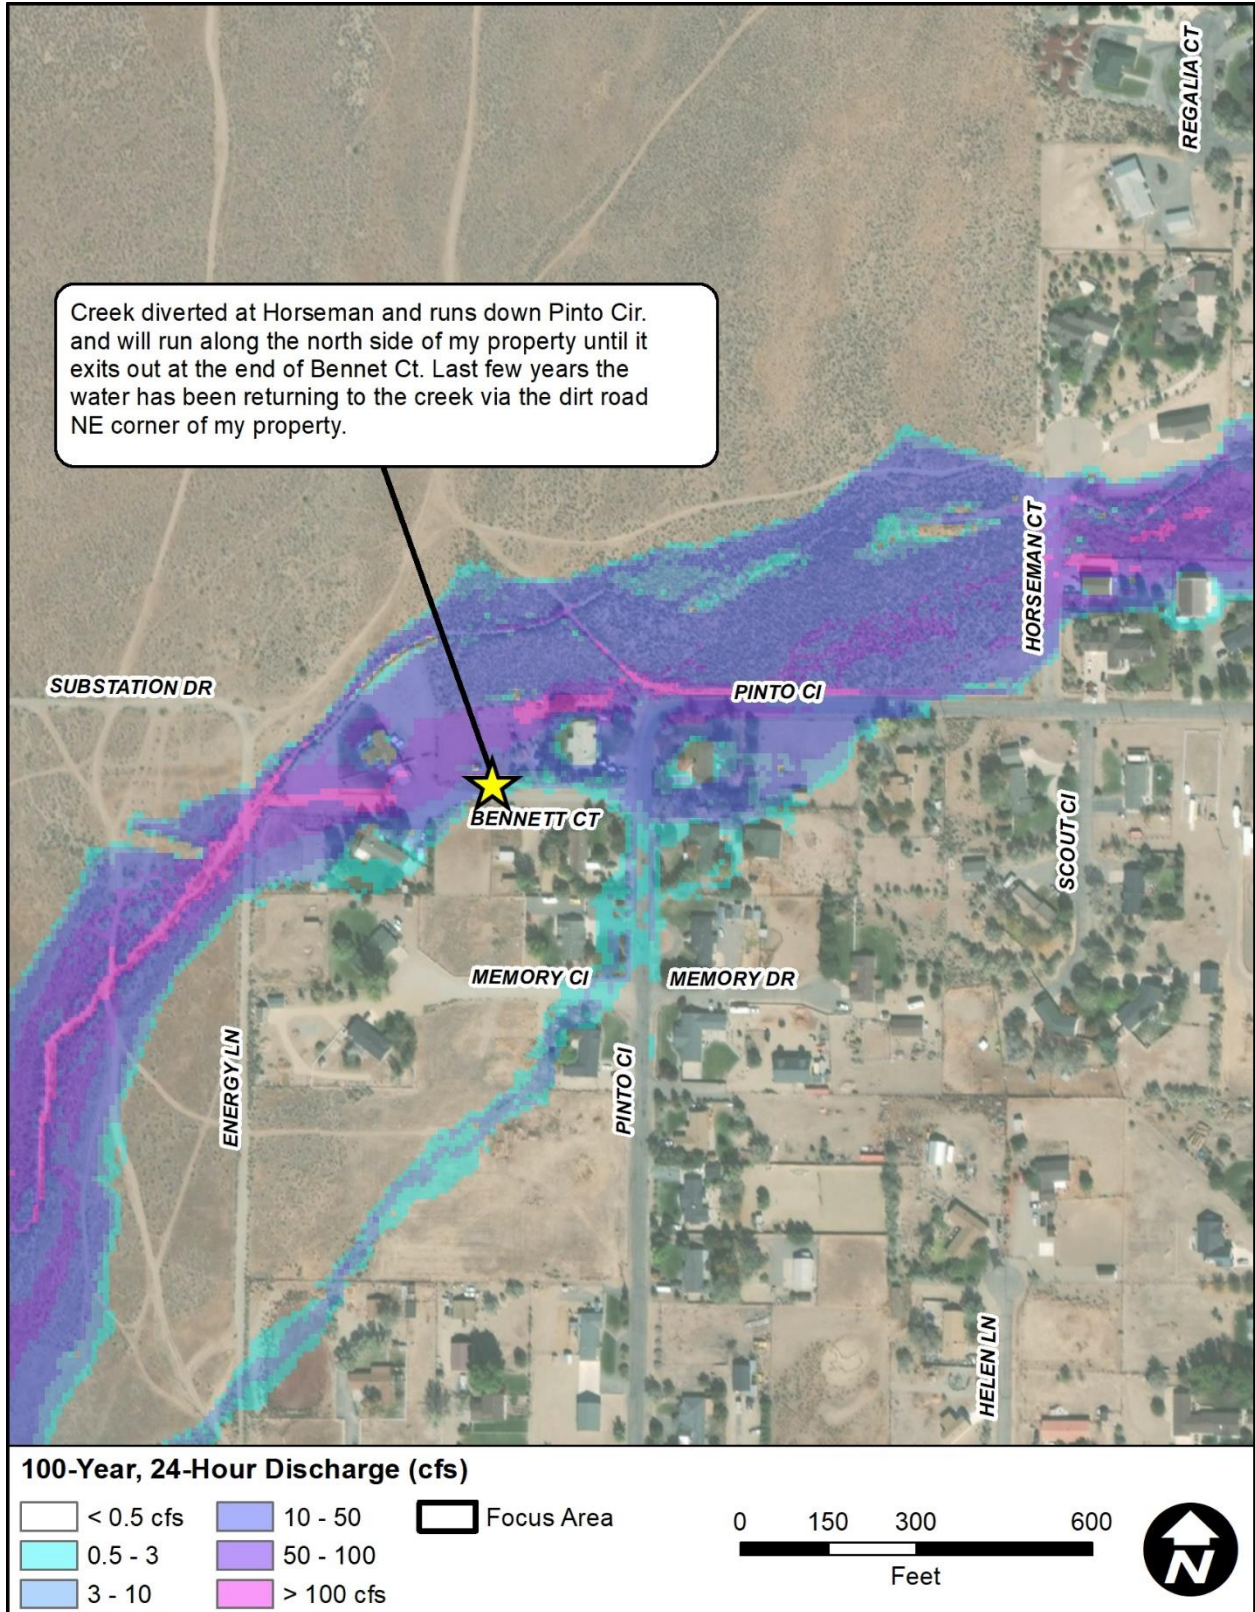 REGALIA CT
Creek diverted at Horseman and runs down Pinto Cir.
and will run along the north side of my property until it
exits out at the end of Bennet Ct. Last few years the
water has been returning to the creek via the dirt road
NE corner of my property.
HORSEMAN CT
SUBSTATION DR
PINTO CI
BENNETT CT
SCOUT CI
MEMORY CI
MEMORY DR
ENERGY LN
PINTO CI
HELEN LN
100-Year, 24-Hour Discharge (cfs)
< 0.5 cfs
0.5 - 3
3 - 10
10 - 50
50 - 100
> 100 cfs
Focus Area
0 150 300 600
Feet
N